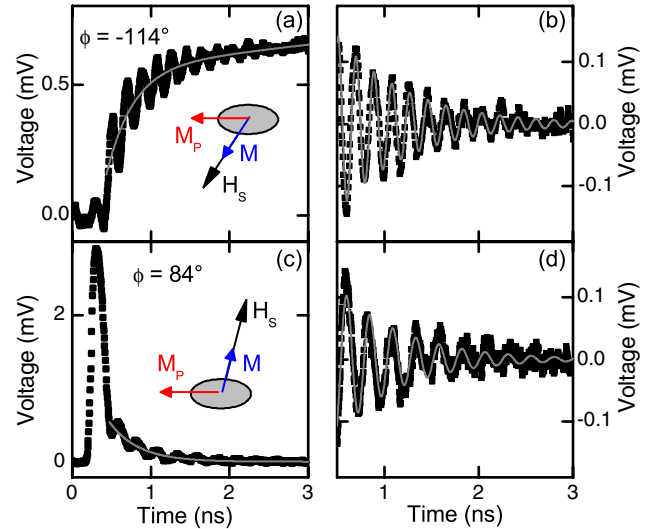 (a)
ϕ = -114°
0.5
0.0
Voltage (mV)
M_P
M
H_S
(b)
0.1
0.0
-0.1
Voltage (mV)
(c)
ϕ = 84°
2
0
Voltage (mV)
H_S
M_P
M
0 1 2 3
Time (ns)
(d)
0.1
0.0
-0.1
Voltage (mV)
1 2 3
Time (ns)